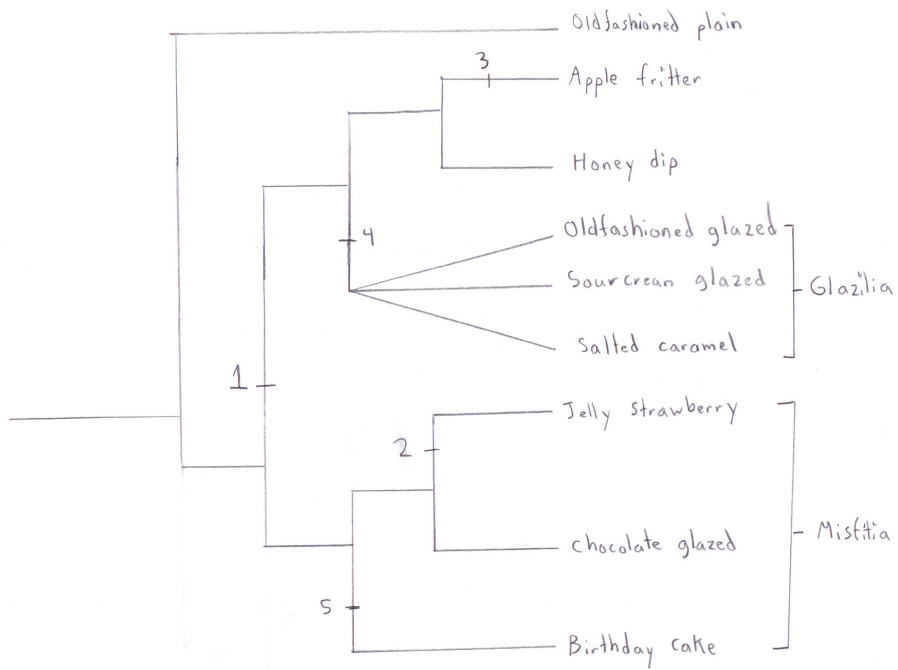 Oldfashioned plain
3
Apple fritter
Honey dip
Oldfashioned glazed
4
Sourcrean glazed
Glazilia
Salted caramel
1
Jelly strawberry
2
Misfitia
chocolate glazed
5
Birthday cake